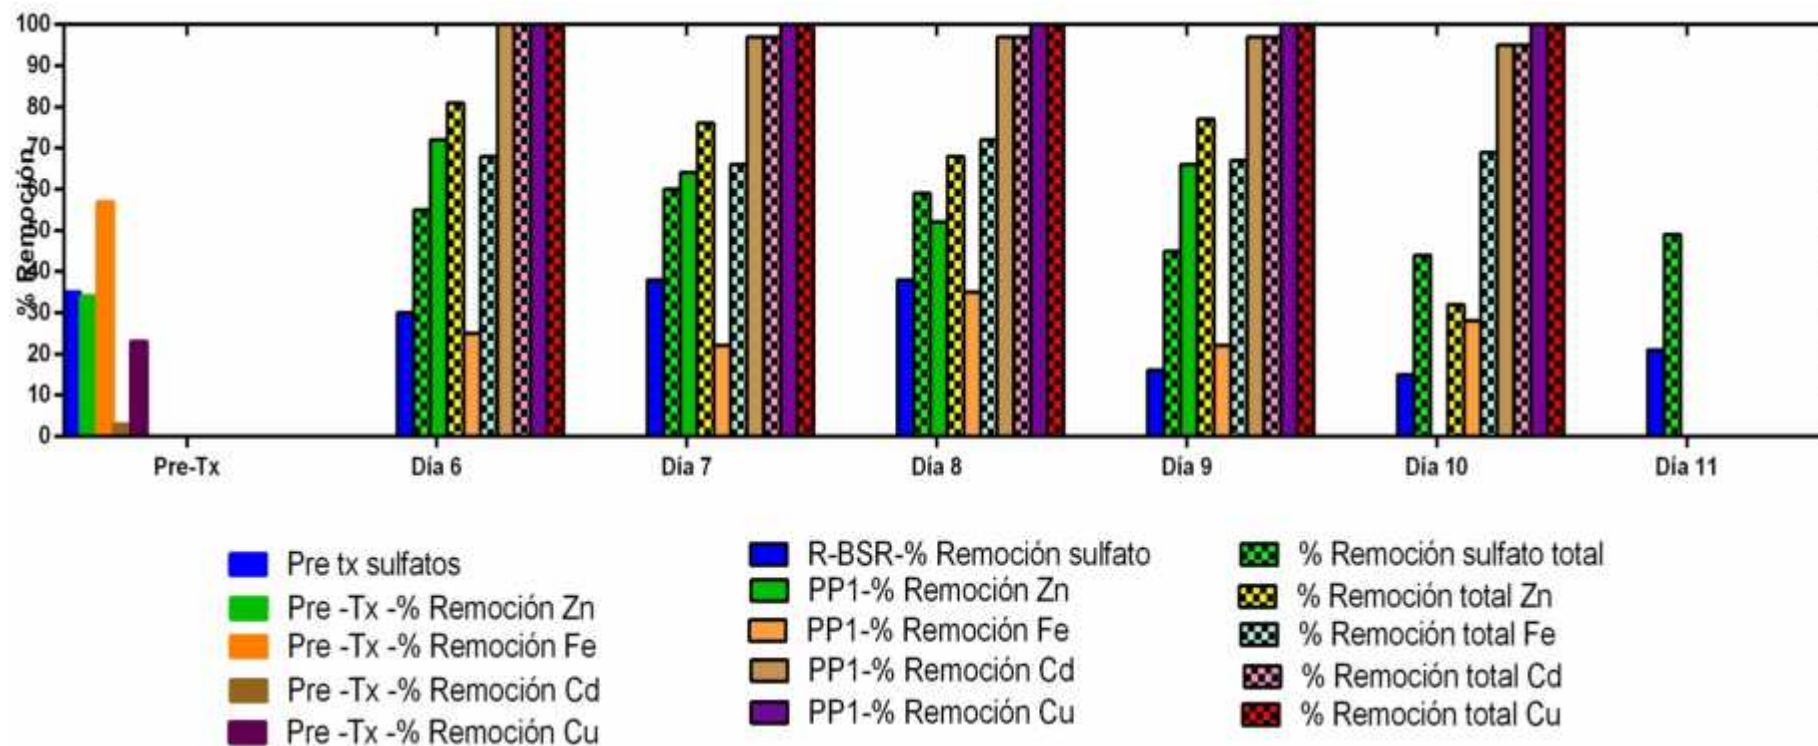 100
90
80
70
60
50
40
30
20
10
0
% Remoción
Pre-Tx Día 6 Día 7 Día 8 Día 9 Día 10 Día 11
Pre tx sulfatos
Pre -Tx -% Remoción Zn
Pre -Tx -% Remoción Fe
Pre -Tx -% Remoción Cd
Pre -Tx -% Remoción Cu
R-BSR-% Remoción sulfato
PP1-% Remoción Zn
PP1-% Remoción Fe
PP1-% Remoción Cd
PP1-% Remoción Cu
% Remoción sulfato total
% Remoción total Zn
% Remoción total Fe
% Remoción total Cd
% Remoción total Cu